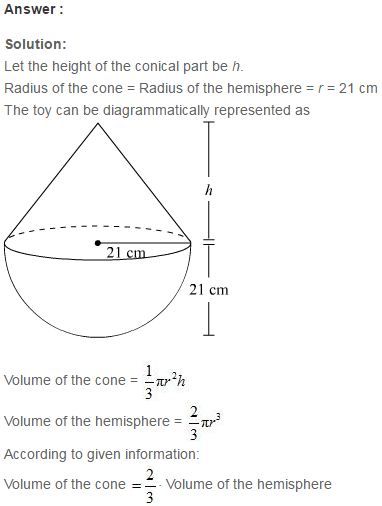 Answer :
Solution:
Let the height of the conical part be h.
Radius of the cone = Radius of the hemisphere = r = 21 cm
The toy can be diagrammatically represented as
h
21 cm
21 cm
Volume of the cone = 1/3 πr²h
Volume of the hemisphere = 2/3 πr³
According to given information:
Volume of the cone = 2/3 · Volume of the hemisphere